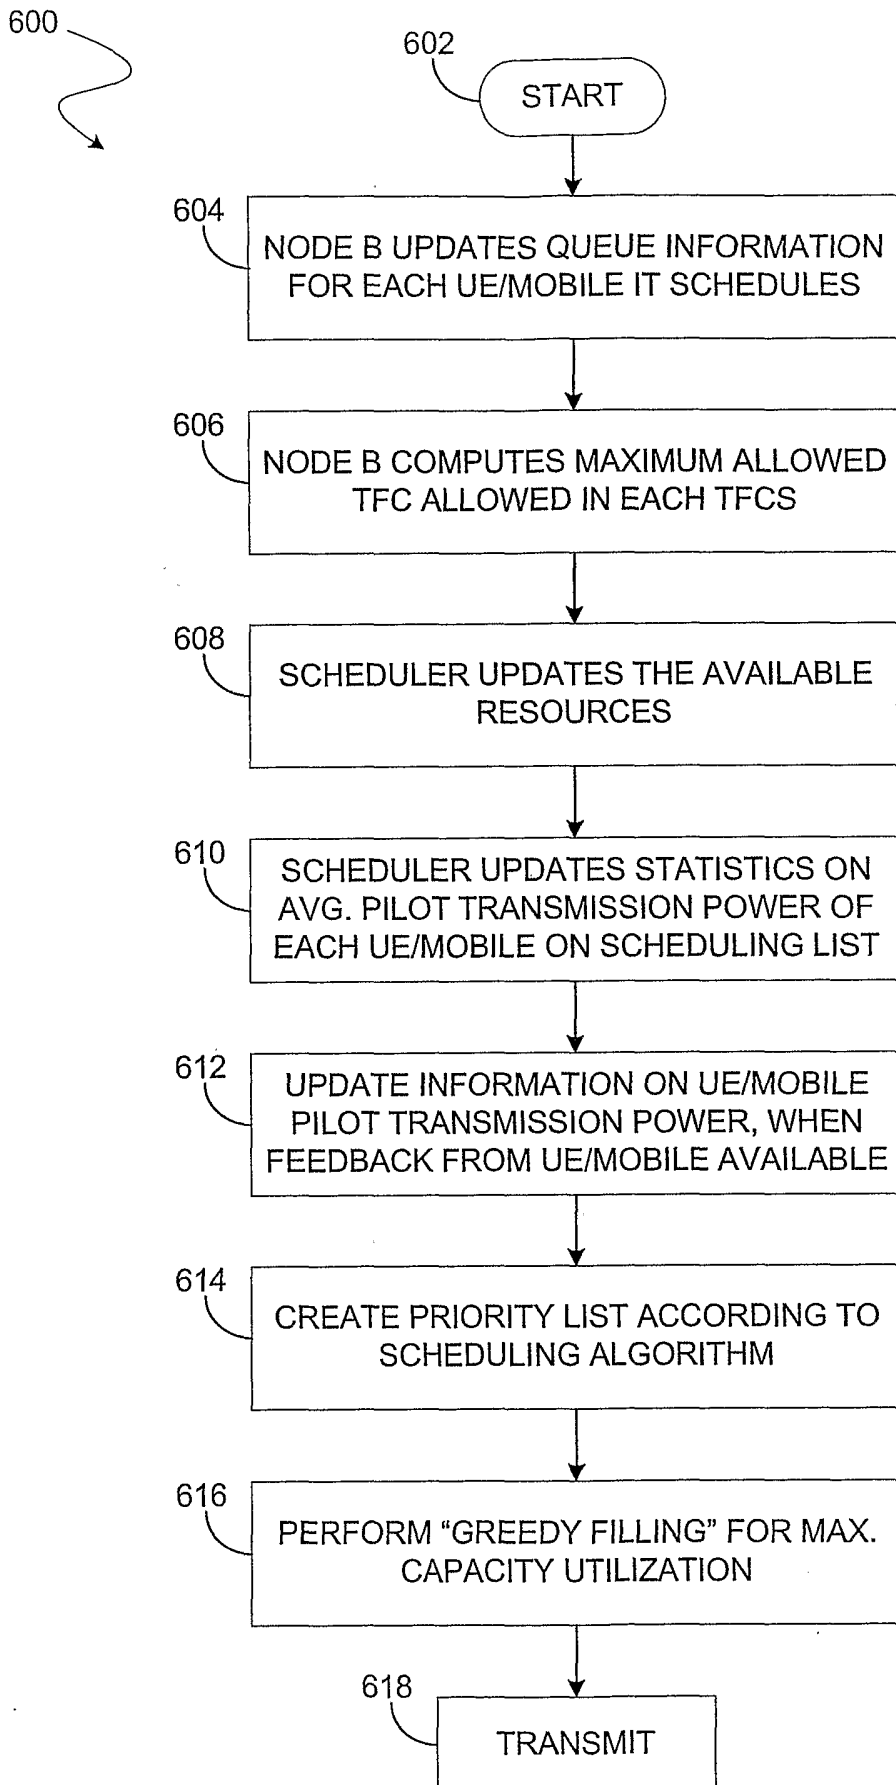 600
602
START
604
NODE B UPDATES QUEUE INFORMATION
FOR EACH UE/MOBILE IT SCHEDULES
606
NODE B COMPUTES MAXIMUM ALLOWED
TFC ALLOWED IN EACH TFCS
608
SCHEDULER UPDATES THE AVAILABLE
RESOURCES
610
SCHEDULER UPDATES STATISTICS ON
AVG. PILOT TRANSMISSION POWER OF
EACH UE/MOBILE ON SCHEDULING LIST
612
UPDATE INFORMATION ON UE/MOBILE
PILOT TRANSMISSION POWER, WHEN
FEEDBACK FROM UE/MOBILE AVAILABLE
614
CREATE PRIORITY LIST ACCORDING TO
SCHEDULING ALGORITHM
616
PERFORM “GREEDY FILLING” FOR MAX.
CAPACITY UTILIZATION
618
TRANSMIT